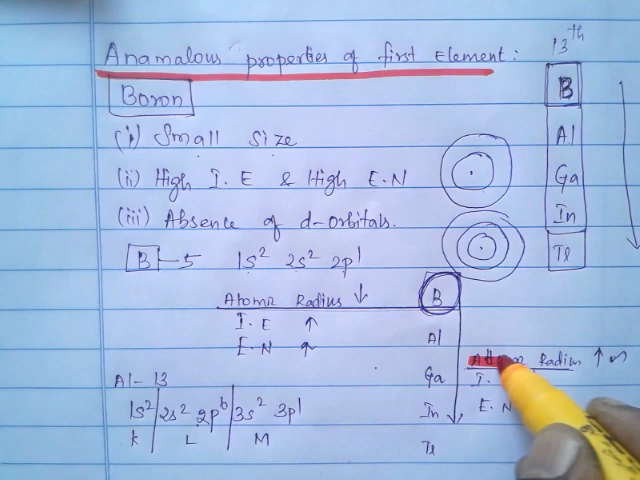 Anamalous properties of first Element:
13th
Boron
B
(i) Small Size
Al
(ii) High I.E & High E.N
Ga
(iii) Absence of d-orbitals.
In
B - 5 1s² 2s² 2p¹
Tl
Atomic Radius ↓
B
I.E ↑
E.N ↑
Al
Radius ↑
Ga
I.
Al - 13
In
E.N
1s² 2s² 2p⁶ 3s² 3p¹
K L M
Tl